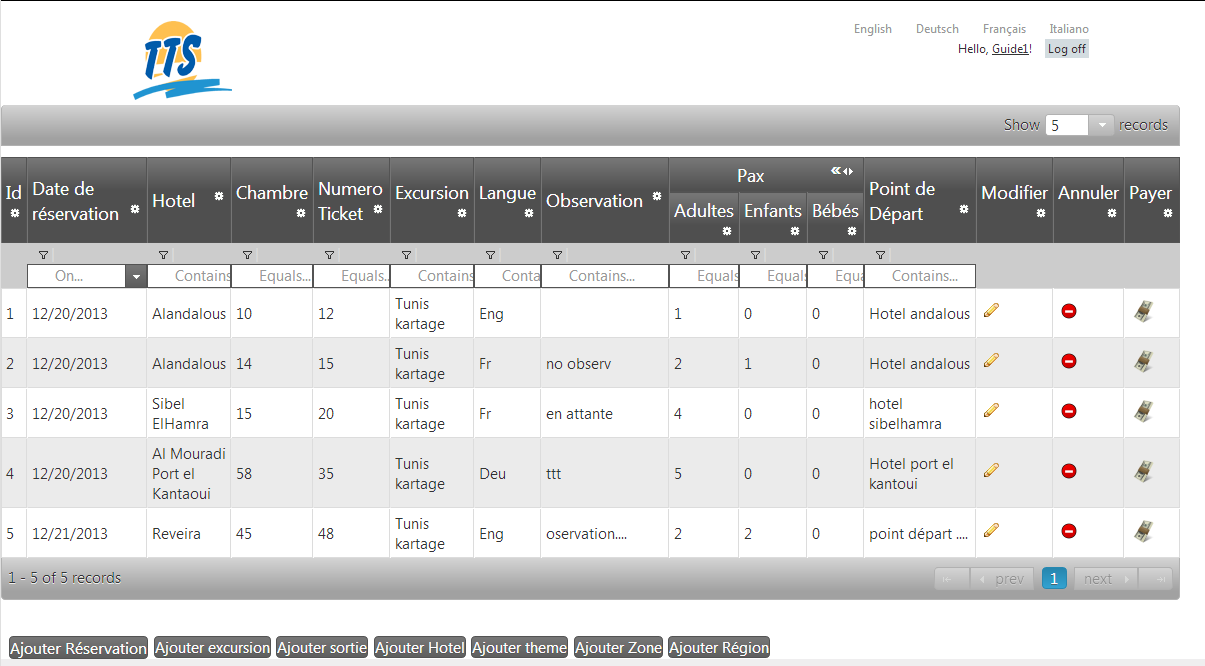 TTS
English Deutsch Français Italiano
Hello, Guide1! Log off
Show 5 records
Id Date de réservation Hotel Chambre Numero Ticket Excursion Langue Observation Pax Adultes Enfants Bébés Point de Départ Modifier Annuler Payer
On... Contains Equals... Equals.. Contains Conta Contains... Equals Equal Equa Contains...
1 12/20/2013 Alandalous 10 12 Tunis kartage Eng 1 0 0 Hotel andalous
2 12/20/2013 Alandalous 14 15 Tunis kartage Fr no observ 2 1 0 Hotel andalous
3 12/20/2013 Sibel ElHamra 15 20 Tunis kartage Fr en attante 4 0 0 hotel sibelhamra
4 12/20/2013 Al Mouradi Port el Kantaoui 58 35 Tunis kartage Deu ttt 5 0 0 Hotel port el kantoui
5 12/21/2013 Reveira 45 48 Tunis kartage Eng oservation.... 2 2 0 point départ ....
1 - 5 of 5 records prev 1 next
Ajouter Réservation Ajouter excursion Ajouter sortie Ajouter Hotel Ajouter theme Ajouter Zone Ajouter Région